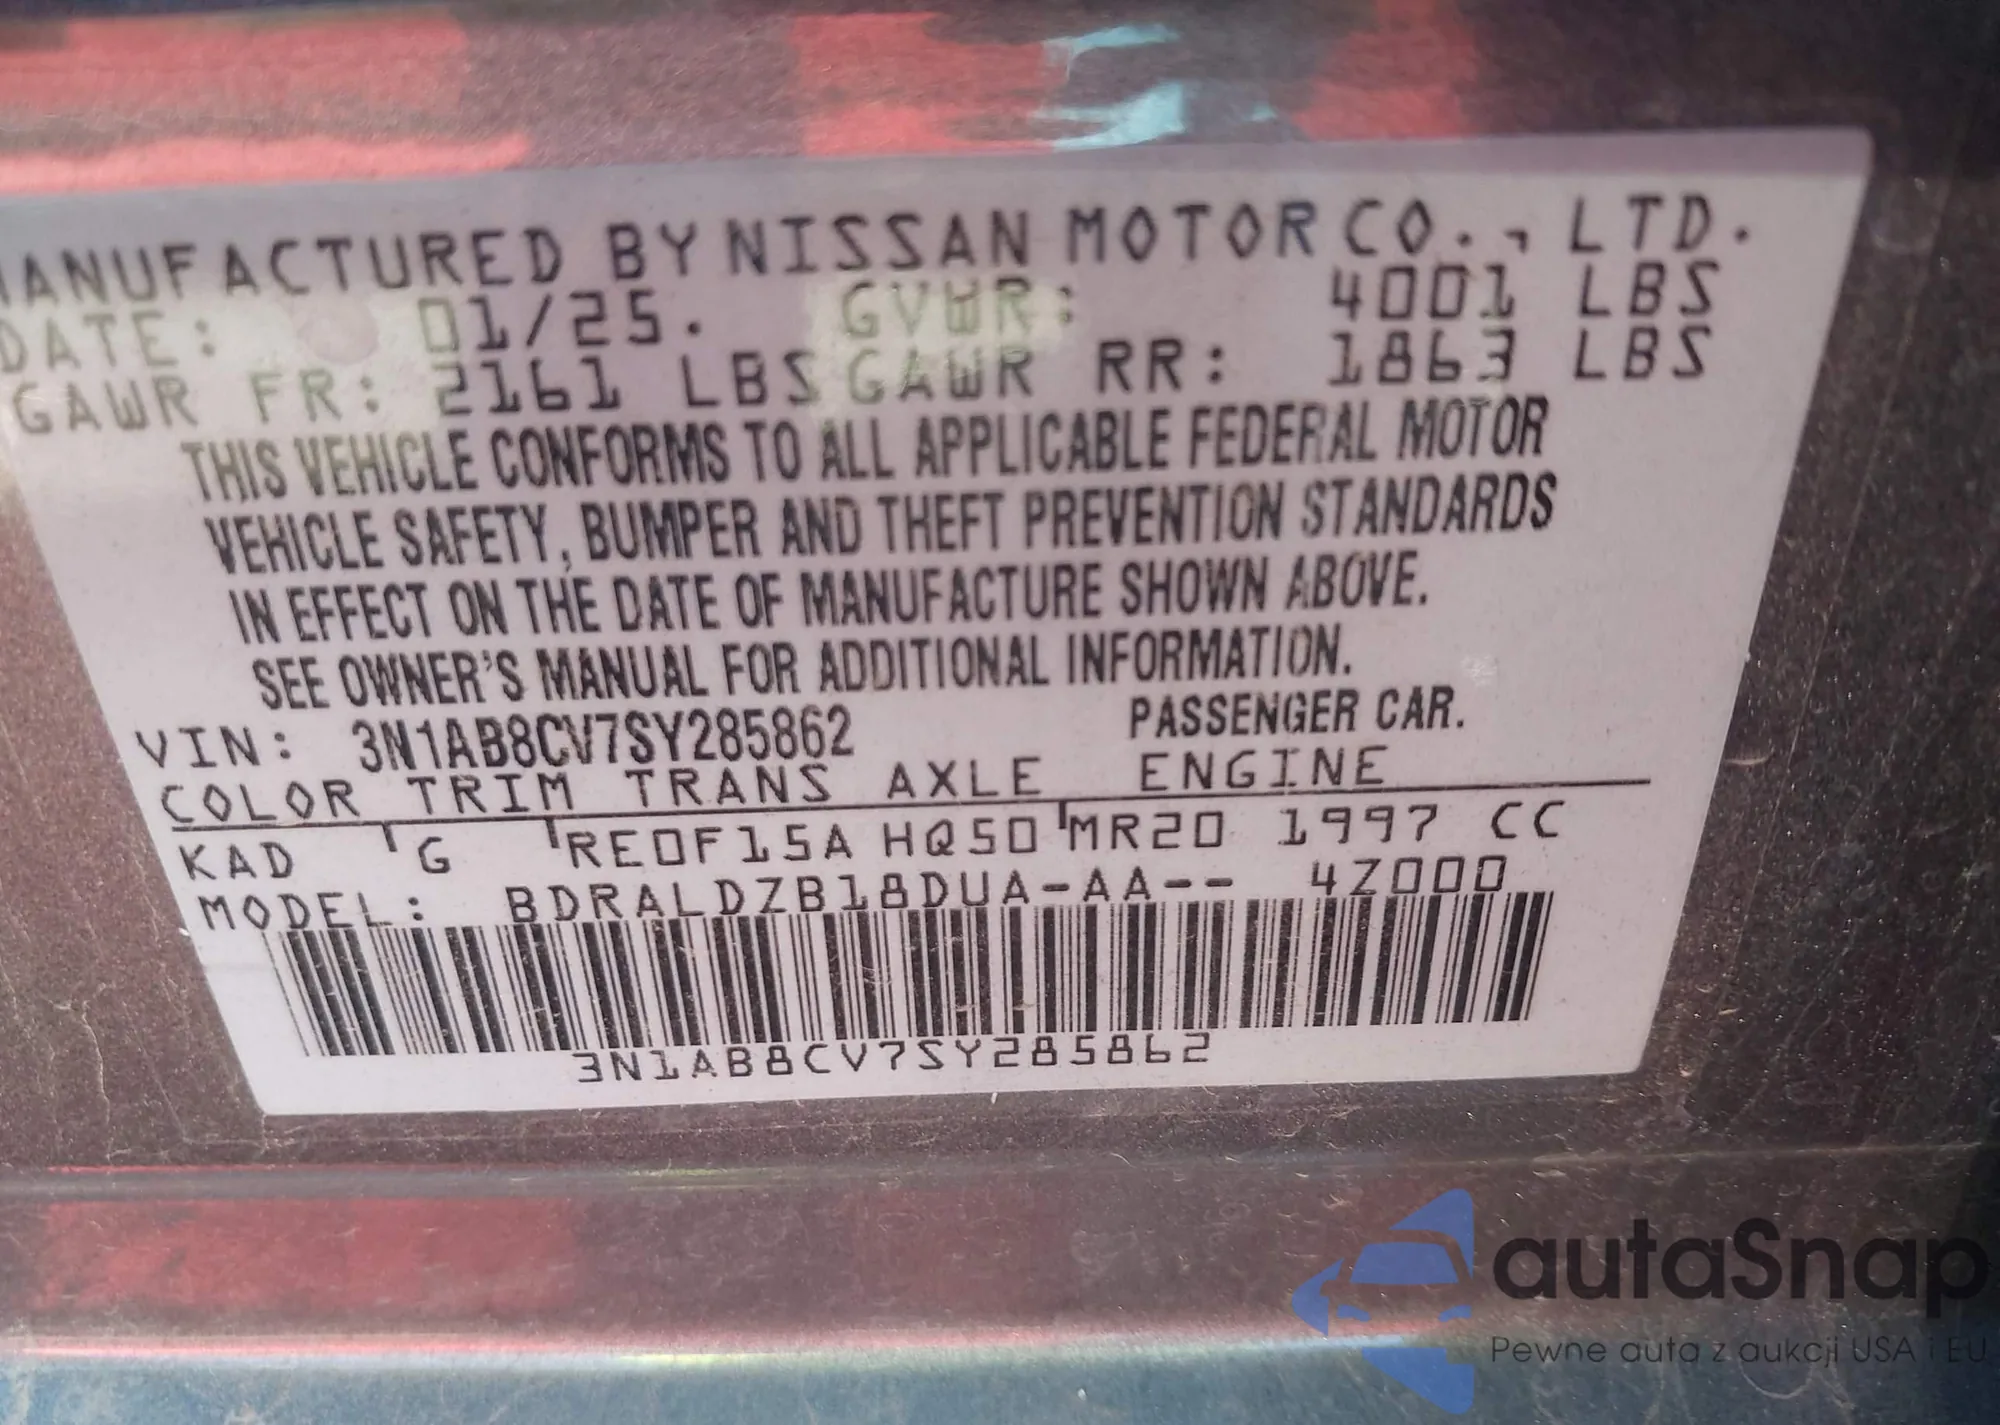 MANUFACTURED BY NISSAN MOTOR CO., LTD.
DATE: 01/25. GVWR: 4001 LBS
GAWR FR: 2161 LBS GAWR RR: 1863 LBS
THIS VEHICLE CONFORMS TO ALL APPLICABLE FEDERAL MOTOR
VEHICLE SAFETY, BUMPER AND THEFT PREVENTION STANDARDS
IN EFFECT ON THE DATE OF MANUFACTURE SHOWN ABOVE.
SEE OWNER'S MANUAL FOR ADDITIONAL INFORMATION.
VIN: 3N1AB8CV7SY285862 PASSENGER CAR.
COLOR TRIM TRANS AXLE ENGINE
KAD G RE0F15A HQ50 MR20 1997 CC
MODEL: BDRALDZB18DUA-AA-- 4Z000
3N1AB8CV7SY285862
autaSnap
Pewne auta z aukcji USA i EU